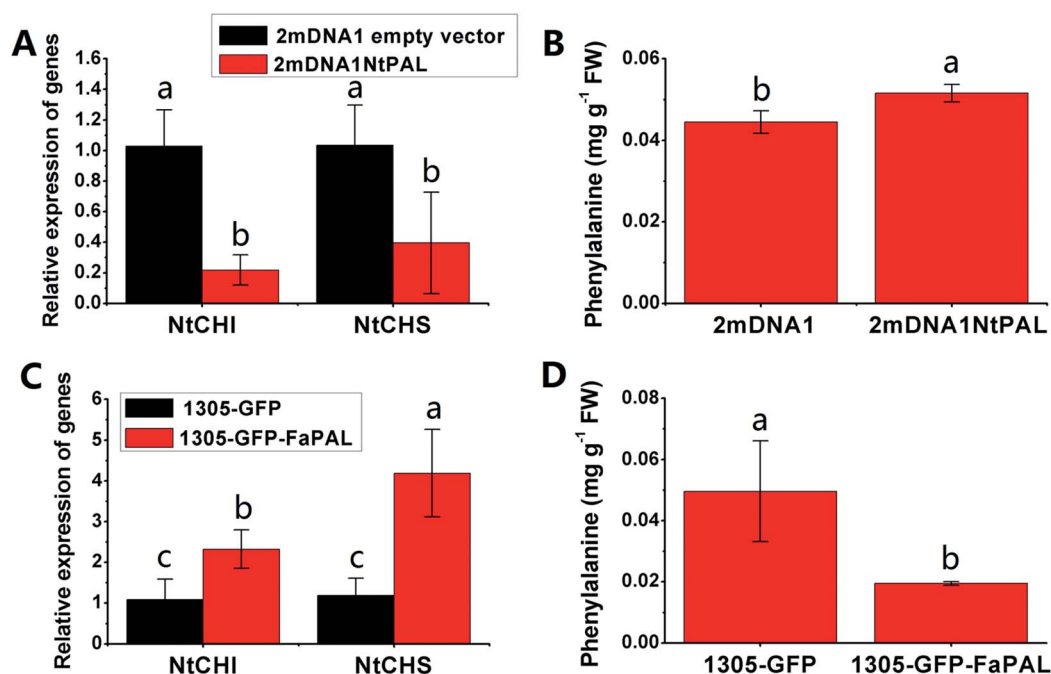 A
2mDNA1 empty vector
2mDNA1NtPAL
Relative expression of genes
1.6
1.4
1.2
1.0
0.8
0.6
0.4
0.2
0.0
a
b
a
b
NtCHI
NtCHS
B
Phenylalanine (mg g⁻¹ FW)
0.06
0.04
0.02
0.00
b
a
2mDNA1
2mDNA1NtPAL
C
1305-GFP
1305-GFP-FaPAL
Relative expression of genes
6
5
4
3
2
1
0
c
b
c
a
NtCHI
NtCHS
D
Phenylalanine (mg g⁻¹ FW)
0.08
0.06
0.04
0.02
0.00
a
b
1305-GFP
1305-GFP-FaPAL